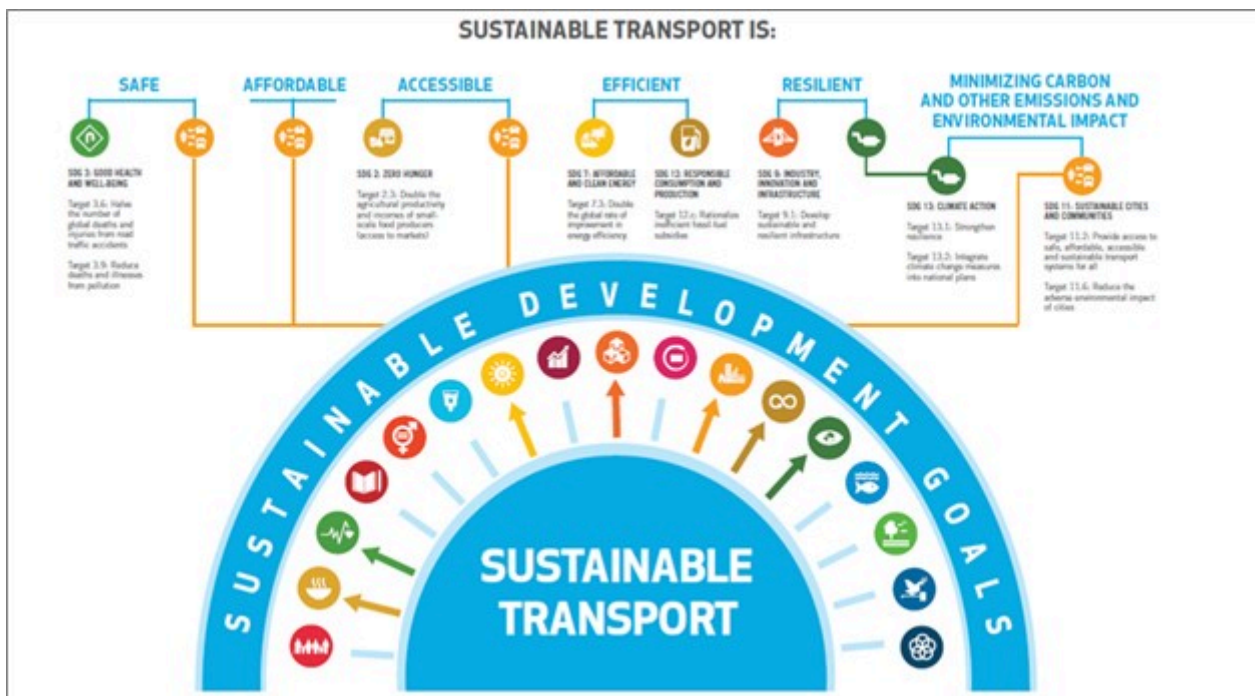 SUSTAINABLE TRANSPORT IS:
SAFE
AFFORDABLE
ACCESSIBLE
EFFICIENT
RESILIENT
MINIMIZING CARBON
AND OTHER EMISSIONS AND
ENVIRONMENTAL IMPACT
SDG 3: GOOD HEALTH
AND WELL-BEING
Target 3.6: Halve
the number of
global deaths and
injuries from road
traffic accidents
Target 3.9: Reduce
deaths and illnesses
from pollution
SDG 2: ZERO HUNGER
Target 2.3: Double the
agricultural productivity
and incomes of small-
scale food producers
(access to markets)
SDG 7: AFFORDABLE
AND CLEAN ENERGY
Target 7.3: Double
the global rate of
improvement in
energy efficiency
SDG 12: RESPONSIBLE
CONSUMPTION AND
PRODUCTION
Target 12.c: Rationalize
inefficient fossil-fuel
subsidies
SDG 9: INDUSTRY,
INNOVATION AND
INFRASTRUCTURE
Target 9.1: Develop
sustainable and
resilient infrastructure
SDG 13: CLIMATE ACTION
Target 13.1: Strengthen
resilience
Target 13.2: Integrate
climate change measures
into national plans
SDG 11: SUSTAINABLE CITIES
AND COMMUNITIES
Target 11.2: Provide access to
safe, affordable, accessible
and sustainable transport
systems for all
Target 11.6: Reduce the
adverse environmental impact
of cities
SUSTAINABLE DEVELOPMENT GOALS
SUSTAINABLE
TRANSPORT